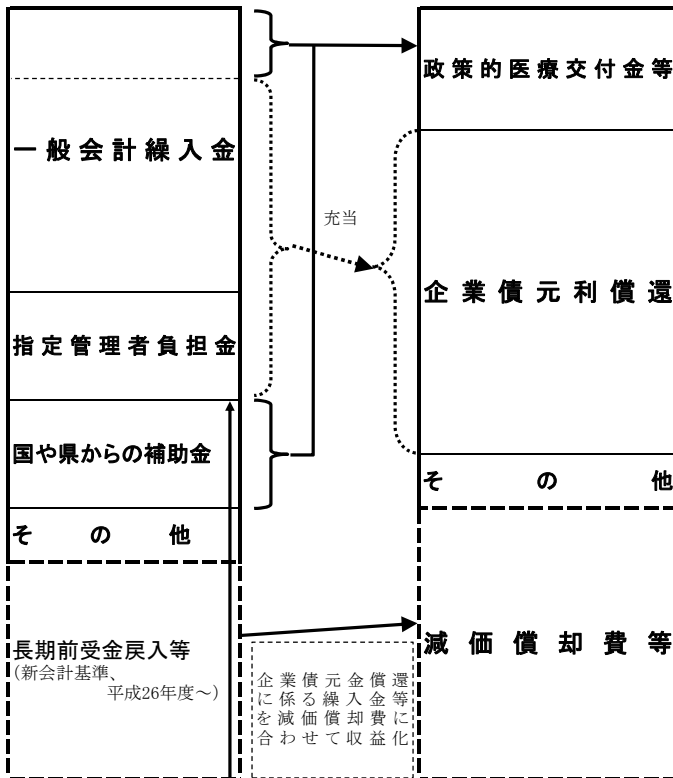 一般会計繰入金
指定管理者負担金
国や県からの補助金
その他
長期前受金戻入等
(新会計基準、
平成26年度～)
充当
企業債元金償還
に係る繰入金等
を減価償却費に
合わせて収益化
政策的医療交付金等
企業債元利償還
その他
減価償却費等